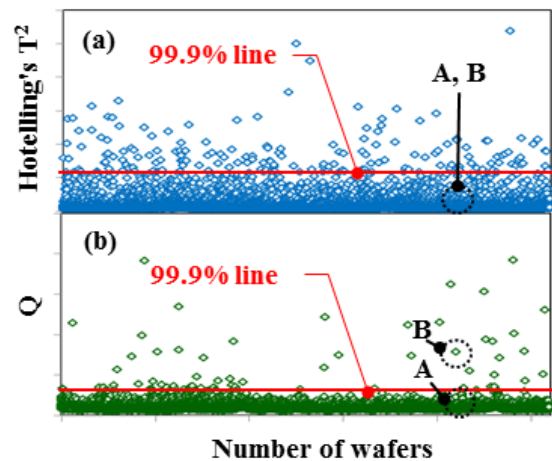 (a)
99.9% line
A, B
Hotelling's T²
(b)
99.9% line
B
A
Q
Number of wafers